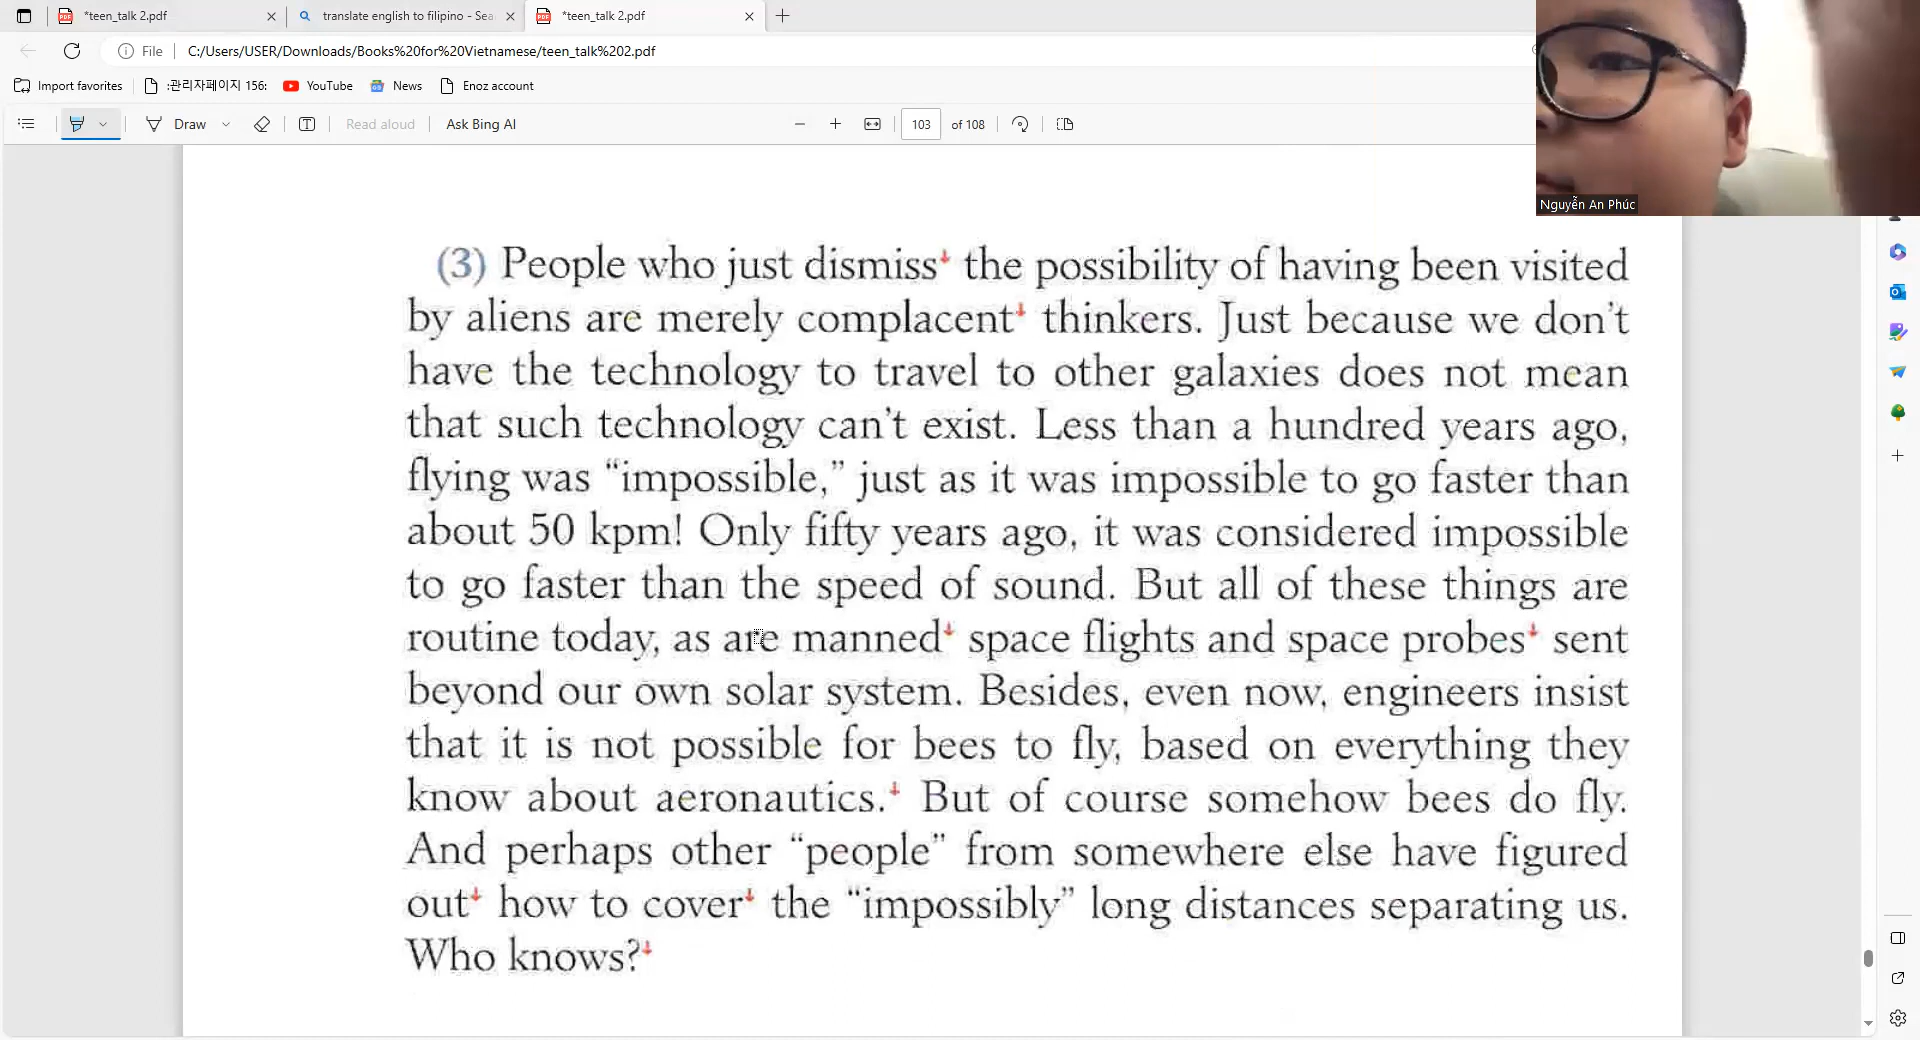 *teen_talk 2.pdf
translate english to filipino - Sea
*teen_talk 2.pdf
File
C:/Users/USER/Downloads/Books%20for%20Vietnamese/teen_talk%202.pdf
Import favorites
:관리자페이지 156:
YouTube
News
Enoz account
Draw
Read aloud
Ask Bing AI
103
of 108
Nguyễn An Phúc
(3) People who just dismiss↓ the possibility of having been visited
by aliens are merely complacent↓ thinkers. Just because we don't
have the technology to travel to other galaxies does not mean
that such technology can't exist. Less than a hundred years ago,
flying was “impossible,” just as it was impossible to go faster than
about 50 kpm! Only fifty years ago, it was considered impossible
to go faster than the speed of sound. But all of these things are
routine today, as are manned↓ space flights and space probes↓ sent
beyond our own solar system. Besides, even now, engineers insist
that it is not possible for bees to fly, based on everything they
know about aeronautics.↓ But of course somehow bees do fly.
And perhaps other “people” from somewhere else have figured
out↓ how to cover↓ the “impossibly” long distances separating us.
Who knows?↓